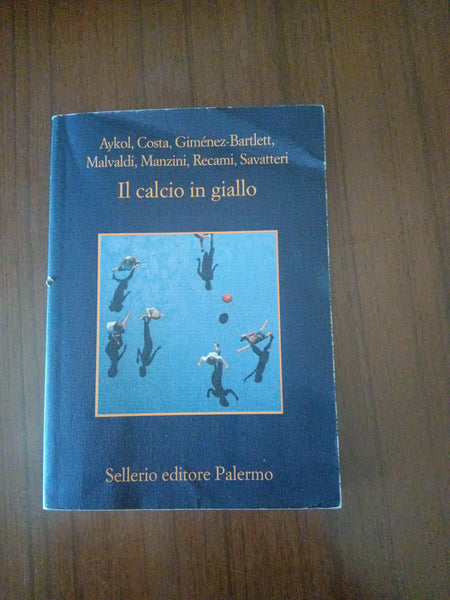 Aykol, Costa, Giménez-Bartlett,
Malvaldi, Manzini, Recami, Savatteri
Il calcio in giallo
Sellerio editore Palermo